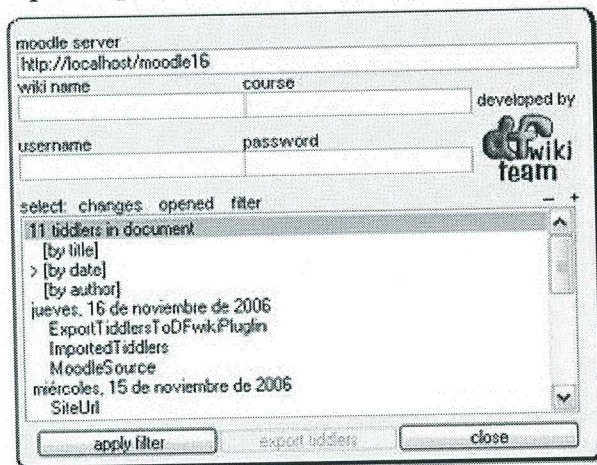 moodle server
http://localhost/moodle16
wiki name course
developed by
username password
dfwiki
team
select: changes opened filter - +
11 tiddlers in document
[by title]
> [by date]
[by author]
jueves, 16 de noviembre de 2006
ExportTiddlersToDFwikiPlugin
ImportedTiddlers
MoodleSource
miércoles, 15 de noviembre de 2006
SiteUrl
apply filter export tiddlers close